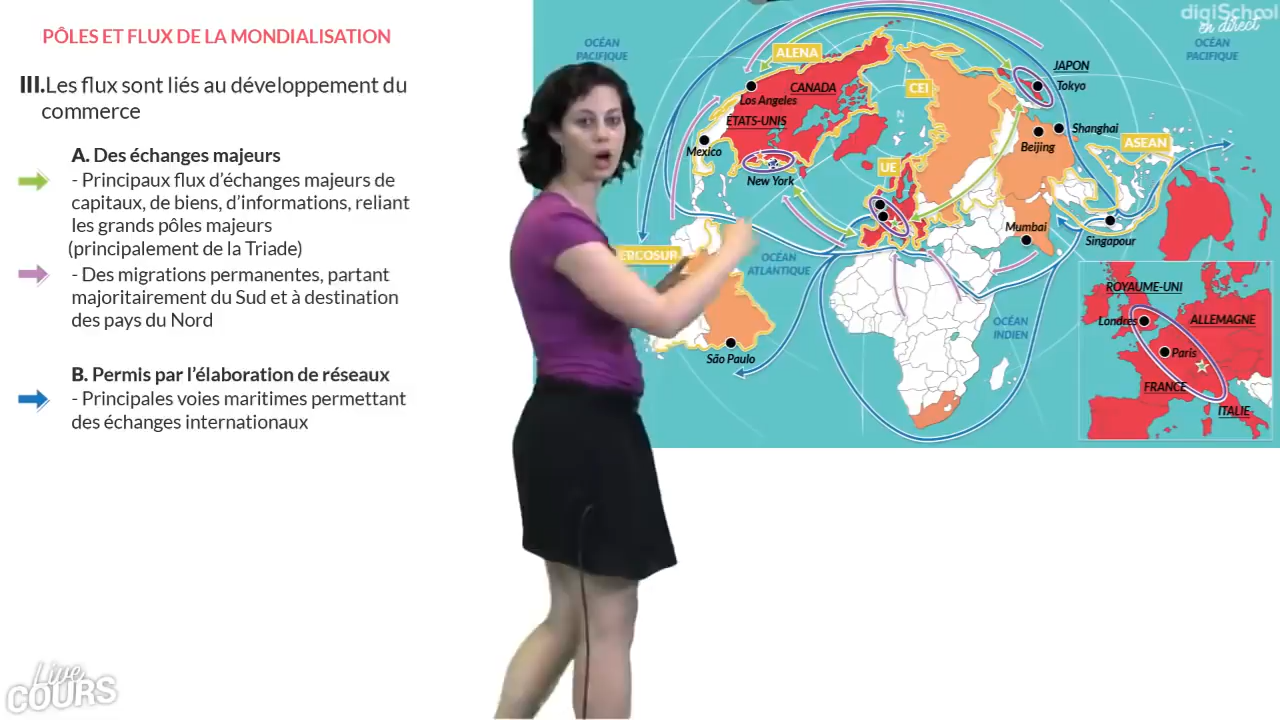 PÔLES ET FLUX DE LA MONDIALISATION
III.Les flux sont liés au développement du
commerce
A. Des échanges majeurs
- Principaux flux d'échanges majeurs de
capitaux, de biens, d'informations, reliant
les grands pôles majeurs
(principalement de la Triade)
- Des migrations permanentes, partant
majoritairement du Sud et à destination
des pays du Nord
B. Permis par l'élaboration de réseaux
- Principales voies maritimes permettant
des échanges internationaux
Live
COURS
digiSchool
en direct
OCÉAN
PACIFIQUE
ALENA
CANADA
Los Angeles
ÉTATS-UNIS
Mexico
New York
CEI
UE
JAPON
Tokyo
Shanghai
Beijing
ASEAN
OCÉAN
PACIFIQUE
Mumbai
Singapour
ERCOSUR
OCÉAN
ATLANTIQUE
São Paulo
OCÉAN
INDIEN
N
ROYAUME-UNI
Londres
ALLEMAGNE
Paris
FRANCE
ITALIE